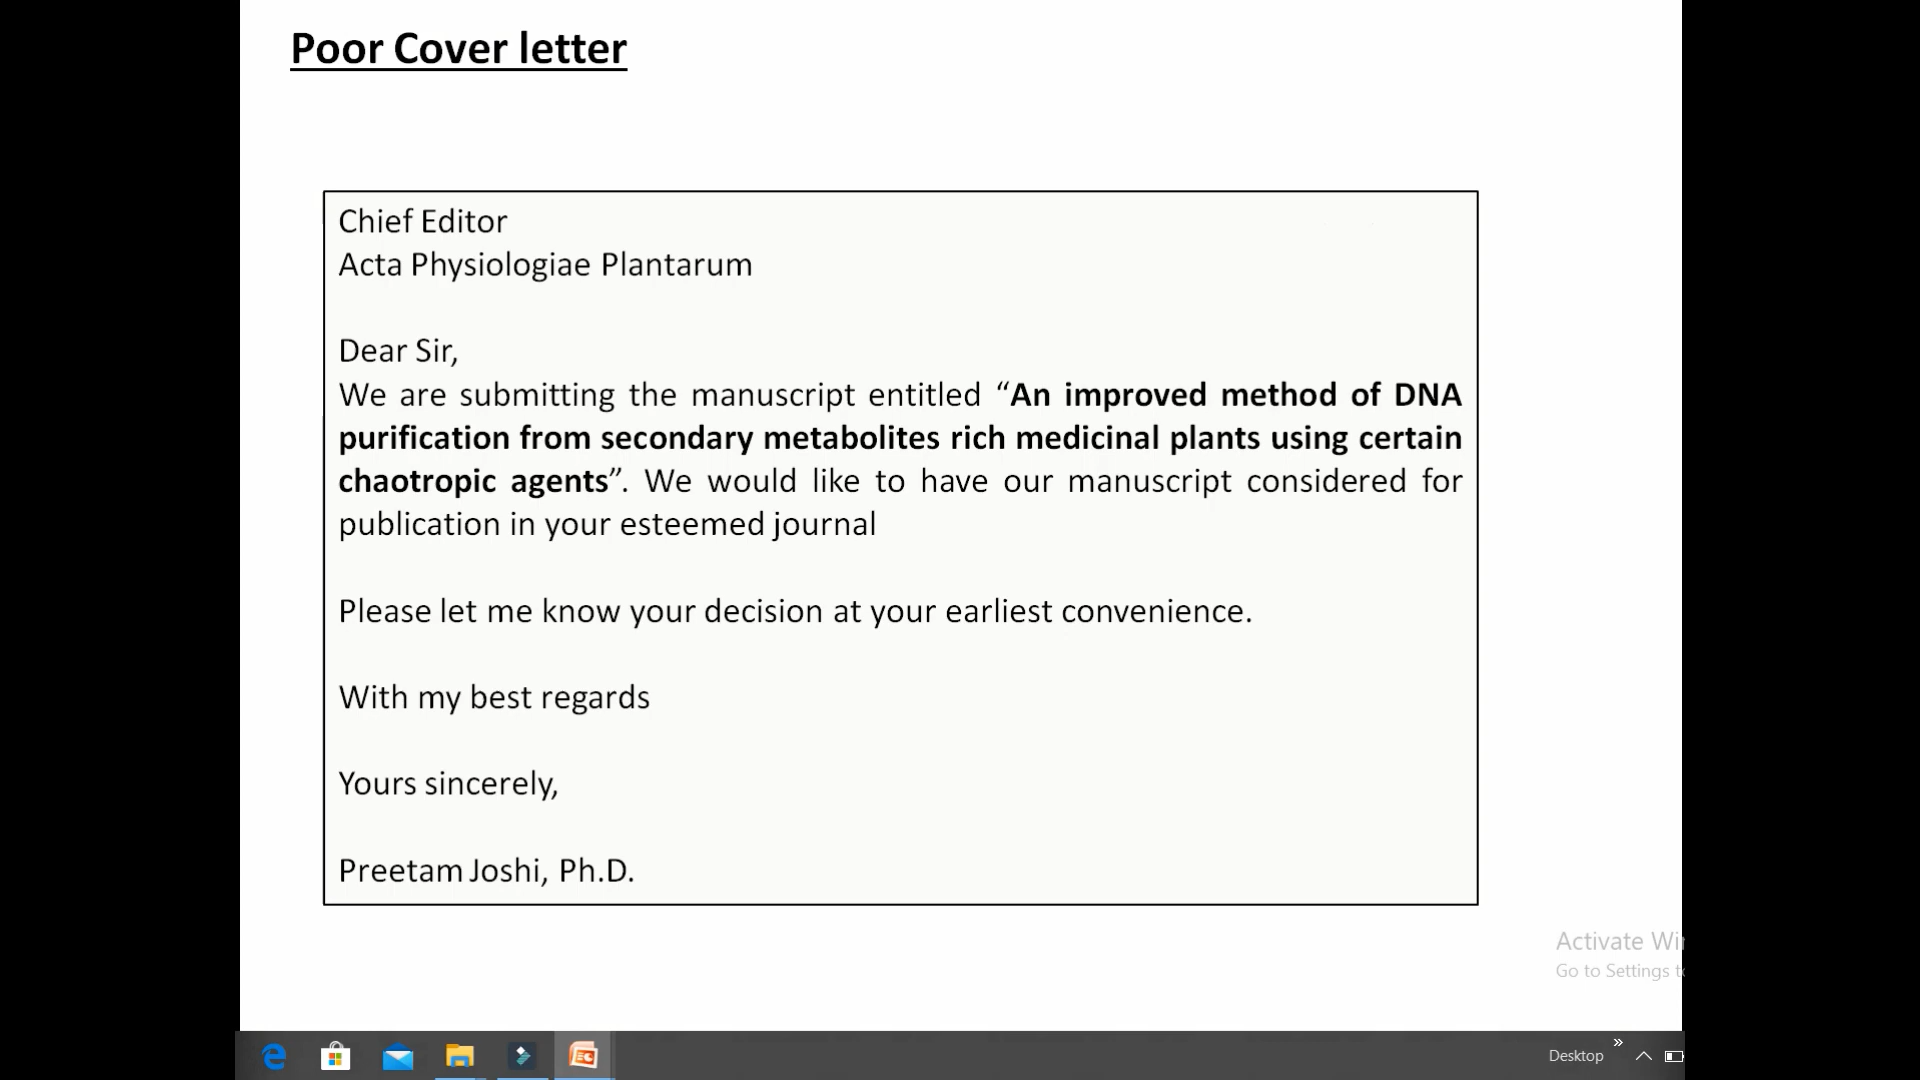 Poor Cover letter
Chief Editor
Acta Physiologiae Plantarum
Dear Sir,
We are submitting the manuscript entitled “An improved method of DNA
purification from secondary metabolites rich medicinal plants using certain
chaotropic agents”. We would like to have our manuscript considered for
publication in your esteemed journal
Please let me know your decision at your earliest convenience.
With my best regards
Yours sincerely,
Preetam Joshi, Ph.D.
Activate Wi
Go to Settings t
Desktop